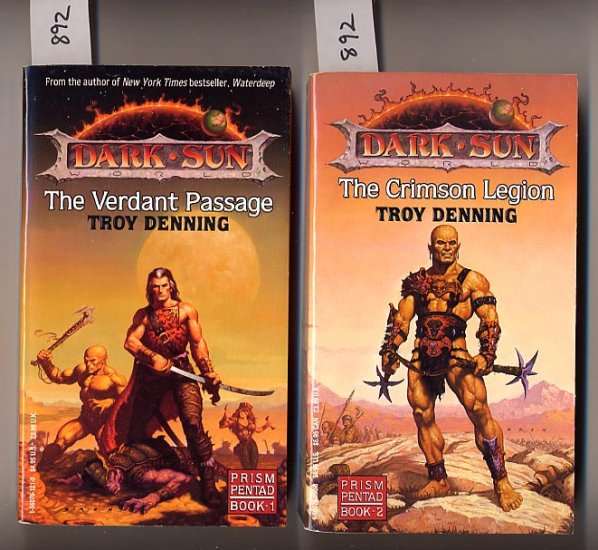 892
From the author of New York Times bestseller, Waterdeep
DARK · SUN
WORLD
The Verdant Passage
TROY DENNING
PRISM
PENTAD
BOOK·1
892
DARK · SUN
WORLD
The Crimson Legion
TROY DENNING
PRISM
PENTAD
BOOK·2